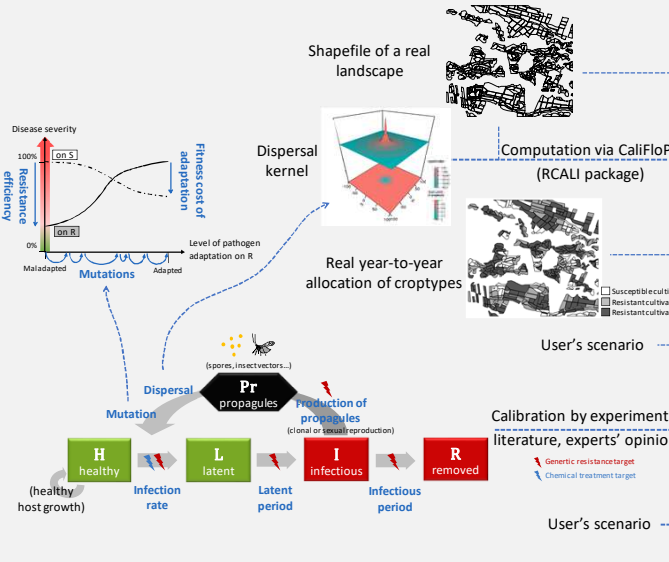 Shapefile of a real
landscape
Disease severity
100%
on S
Resistance
efficiency
Fitness cost of
adaptation
on R
0%
Maladapted
Mutations
Adapted
Level of pathogen
adaptation on R
Dispersal
kernel
Computation via CaliFloP
(RCALI package)
Real year-to-year
allocation of croptypes
Susceptible culti
Resistant cultiva
Resistant cultiva
User's scenario
(spores, insect vectors…)
Dispersal
Pr
propagules
Mutation
Production of
propagules
(clonal or sexual reproduction)
H
healthy
L
latent
I
infectious
R
removed
(healthy
host growth)
Infection
rate
Latent
period
Infectious
period
Calibration by experiment
literature, experts' opinio
Genertic resistance target
Chemical treatment target
User's scenario